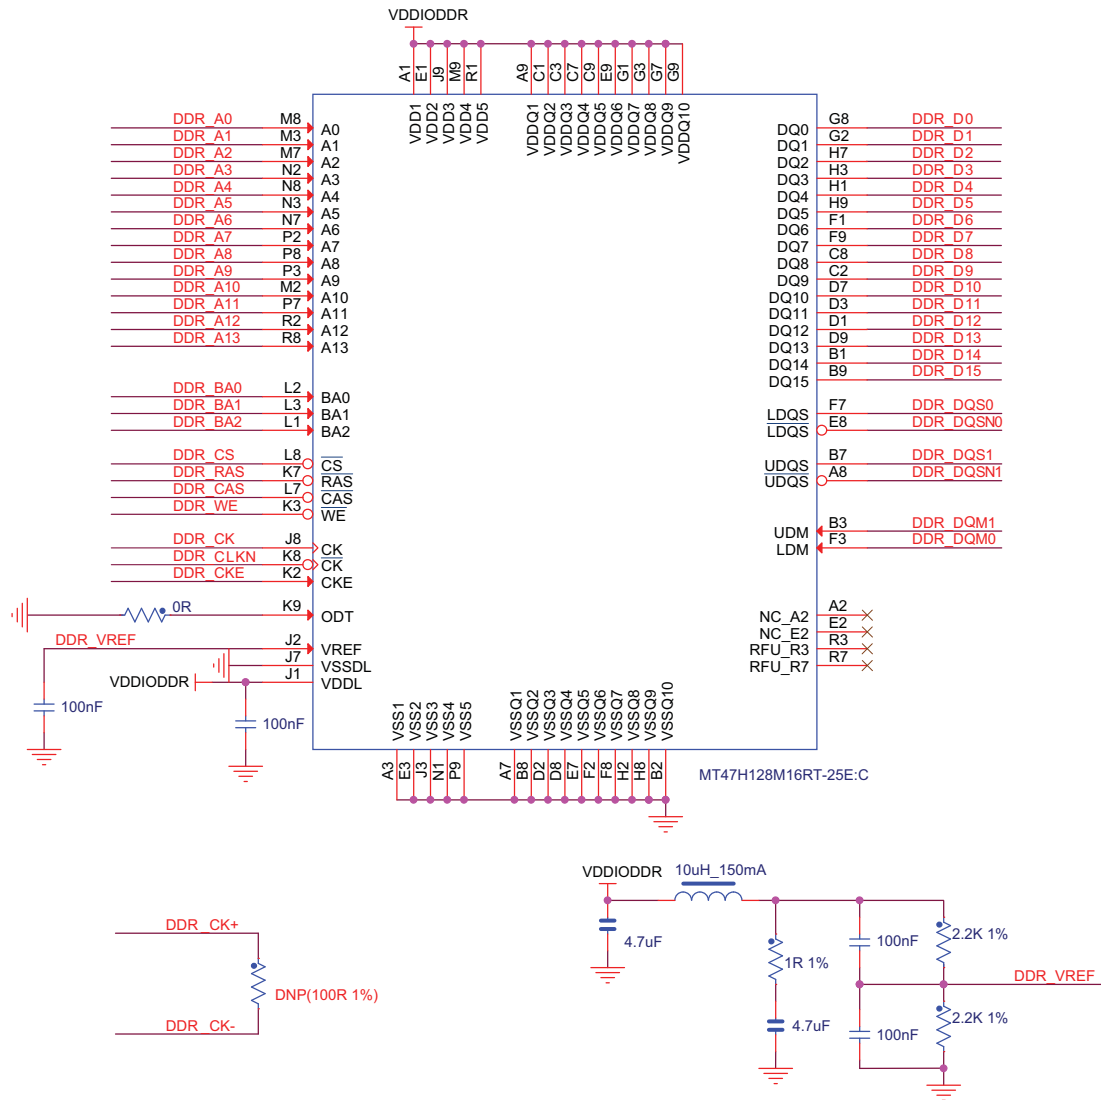 VDDIODDR
A1 E1 J9 M9 R1 A9 C1 C3 C7 C9 E9 G1 G3 G7 G9
VDD1 VDD2 VDD3 VDD4 VDD5 VDDQ1 VDDQ2 VDDQ3 VDDQ4 VDDQ5 VDDQ6 VDDQ7 VDDQ8 VDDQ9 VDDQ10
DDR_A0 M8 A0
DDR_A1 M3 A1
DDR_A2 M7 A2
DDR_A3 N2 A3
DDR_A4 N8 A4
DDR_A5 N3 A5
DDR_A6 N7 A6
DDR_A7 P2 A7
DDR_A8 P8 A8
DDR_A9 P3 A9
DDR_A10 M2 A10
DDR_A11 P7 A11
DDR_A12 R2 A12
DDR_A13 R8 A13
DDR_BA0 L2 BA0
DDR_BA1 L3 BA1
DDR_BA2 L1 BA2
DDR_CS L8 CS
DDR_RAS K7 RAS
DDR_CAS L7 CAS
DDR_WE K3 WE
DDR_CK J8 CK
DDR_CLKN K8 CK
DDR_CKE K2 CKE
0R K9 ODT
DDR_VREF J2 VREF
J7 VSSDL
VDDIODDR J1 VDDL
100nF
100nF
DQ0 G8 DDR_D0
DQ1 G2 DDR_D1
DQ2 H7 DDR_D2
DQ3 H3 DDR_D3
DQ4 H1 DDR_D4
DQ5 H9 DDR_D5
DQ6 F1 DDR_D6
DQ7 F9 DDR_D7
DQ8 C8 DDR_D8
DQ9 C2 DDR_D9
DQ10 D7 DDR_D10
DQ11 D3 DDR_D11
DQ12 D1 DDR_D12
DQ13 D9 DDR_D13
DQ14 B1 DDR_D14
DQ15 B9 DDR_D15
LDQS F7 DDR_DQS0
LDQS E8 DDR_DQSN0
UDQS B7 DDR_DQS1
UDQS A8 DDR_DQSN1
UDM B3 DDR_DQM1
LDM F3 DDR_DQM0
NC_A2 A2
NC_E2 E2
RFU_R3 R3
RFU_R7 R7
VSS1 VSS2 VSS3 VSS4 VSS5 VSSQ1 VSSQ2 VSSQ3 VSSQ4 VSSQ5 VSSQ6 VSSQ7 VSSQ8 VSSQ9 VSSQ10
A3 E3 J3 N1 P9 A7 B8 D2 D8 E7 F2 F8 H2 H8 B2
MT47H128M16RT-25E:C
DDR_CK+
DNP(100R 1%)
DDR_CK-
VDDIODDR
10uH_150mA
4.7uF
1R 1%
100nF
2.2K 1%
DDR_VREF
4.7uF
100nF
2.2K 1%